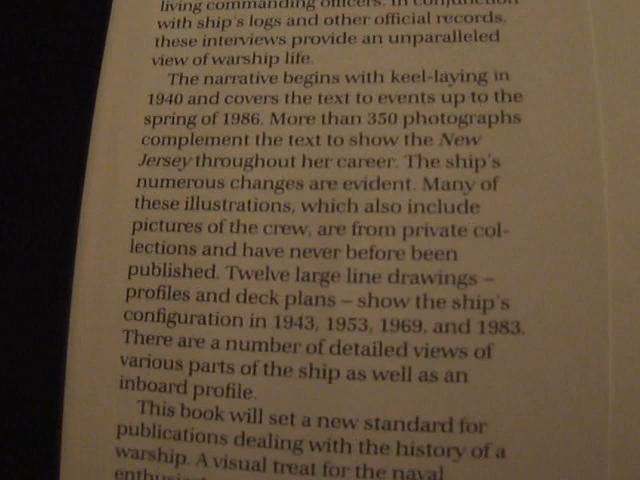 living commanding officers. In conjunction
with ship's logs and other official records,
these interviews provide an unparalleled
view of warship life.
The narrative begins with keel-laying in
1940 and covers the text to events up to the
spring of 1986. More than 350 photographs
complement the text to show the New
Jersey throughout her career. The ship's
numerous changes are evident. Many of
these illustrations, which also include
pictures of the crew, are from private col-
lections and have never before been
published. Twelve large line drawings –
profiles and deck plans – show the ship's
configuration in 1943, 1953, 1969, and 1983.
There are a number of detailed views of
various parts of the ship as well as an
inboard profile.
This book will set a new standard for
publications dealing with the history of a
warship. A visual treat for the naval